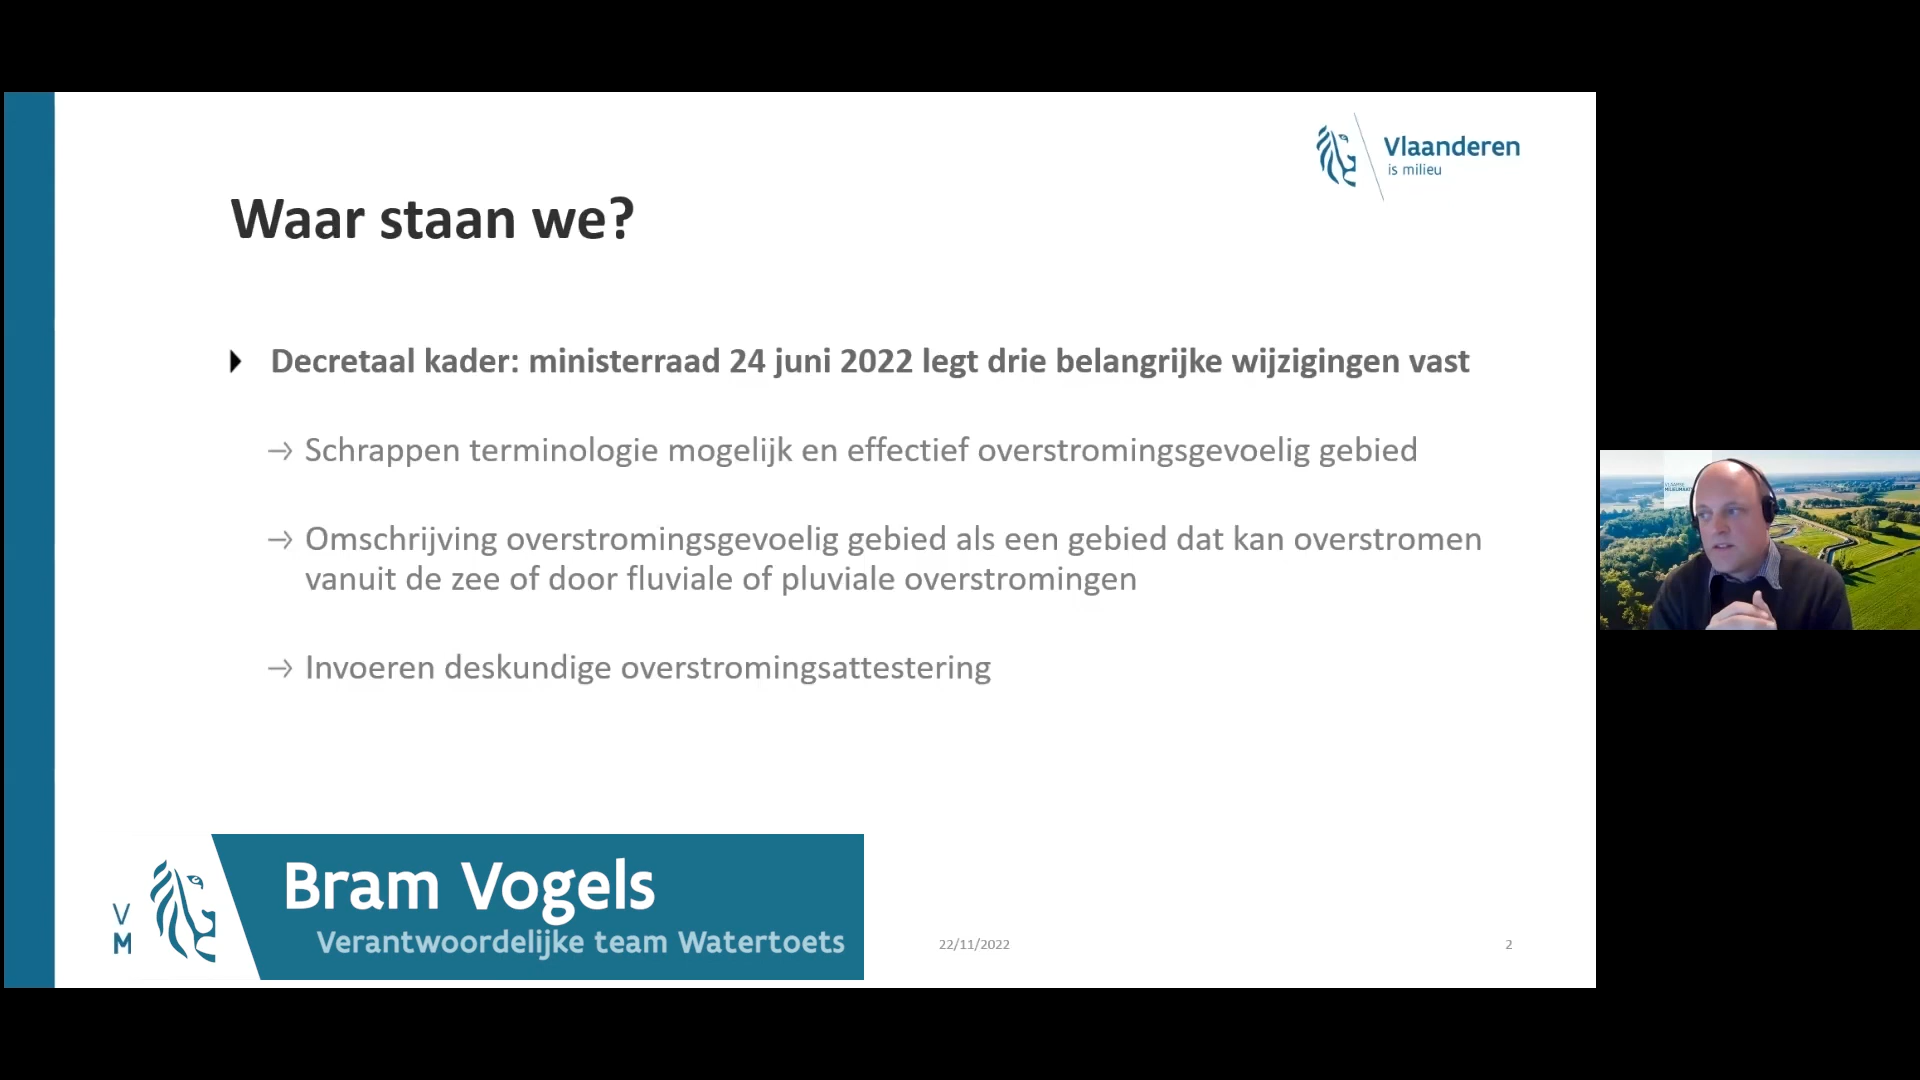 Vlaanderen
is milieu
Waar staan we?
Decretaal kader: ministerraad 24 juni 2022 legt drie belangrijke wijzigingen vast
→ Schrappen terminologie mogelijk en effectief overstromingsgevoelig gebied
→ Omschrijving overstromingsgevoelig gebied als een gebied dat kan overstromen
vanuit de zee of door fluviale of pluviale overstromingen
→ Invoeren deskundige overstromingsattestering
V
M
Bram Vogels
Verantwoordelijke team Watertoets
22/11/2022
2